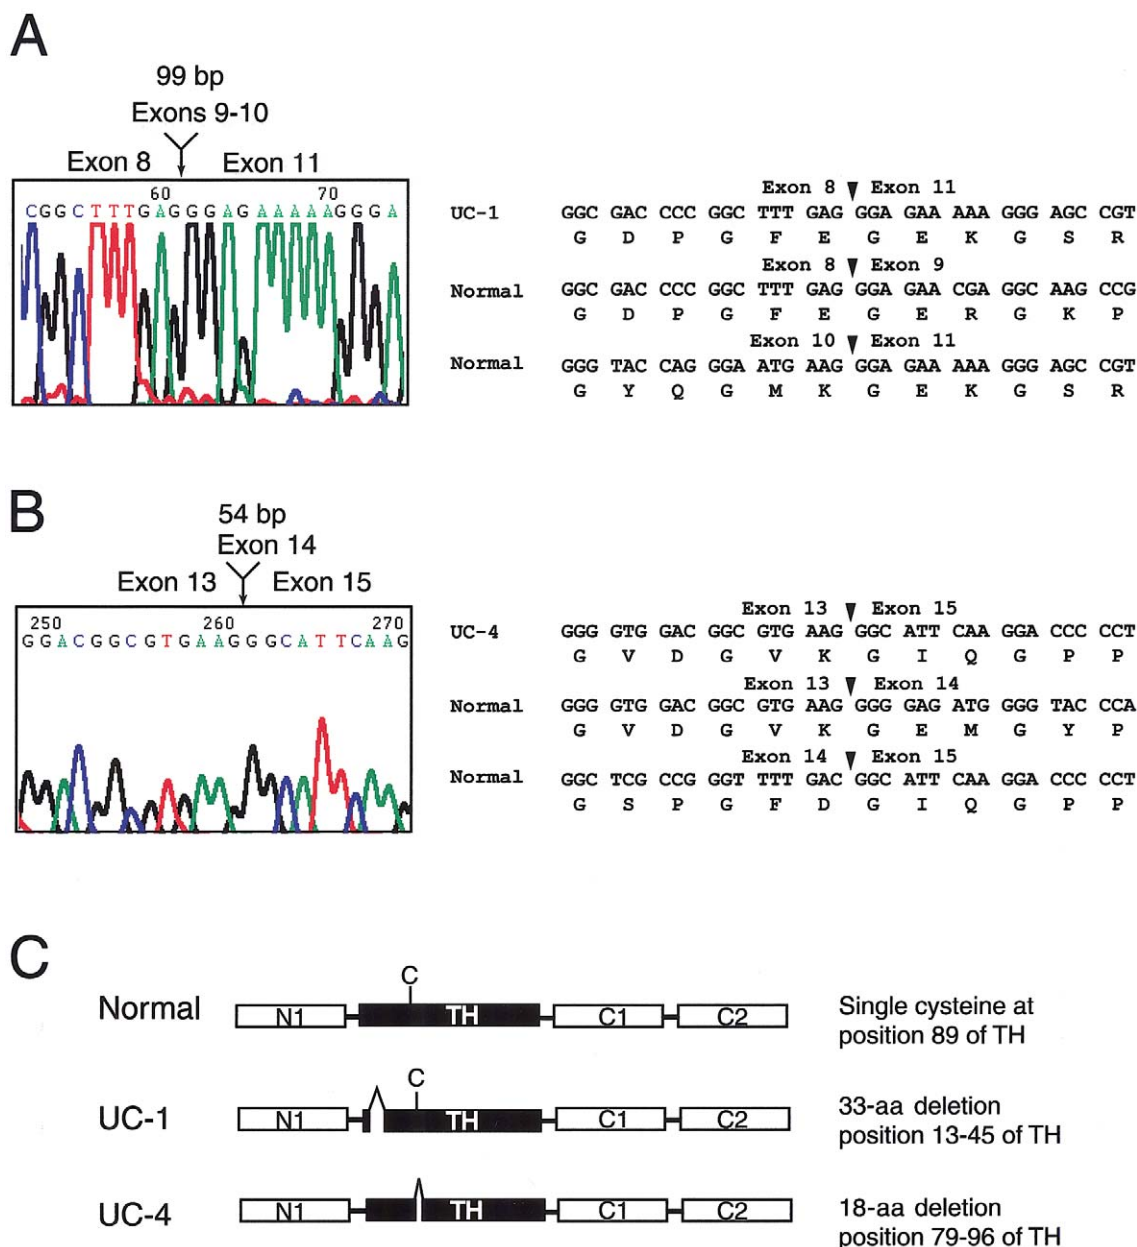 A
99 bp
Exons 9-10
Exon 8 Exon 11
60 70
CGGCTTTGAGGGAGAAAAAGGGA
Exon 8 Exon 11
UC-1 GGC GAC CCC GGC TTT GAG GGA GAA AAA GGG AGC CGT
G D P G F E G E K G S R
Exon 8 Exon 9
Normal GGC GAC CCC GGC TTT GAG GGA GAA CGA GGC AAG CCG
G D P G F E G E R G K P
Exon 10 Exon 11
Normal GGG TAC CAG GGA ATG AAG GGA GAA AAA GGG AGC CGT
G Y Q G M K G E K G S R
B
54 bp
Exon 14
Exon 13 Exon 15
250 260 270
GGACGGCGTGAAGGGCATTCAAG
Exon 13 Exon 15
UC-4 GGG GTG GAC GGC GTG AAG GGC ATT CAA GGA CCC CCT
G V D G V K G I Q G P P
Exon 13 Exon 14
Normal GGG GTG GAC GGC GTG AAG GGG GAG ATG GGG TAC CCA
G V D G V K G E M G Y P
Exon 14 Exon 15
Normal GGC TCG CCG GGT TTT GAC GGC ATT CAA GGA CCC CCT
G S P G F D G I Q G P P
C
C
Normal N1 TH C1 C2 Single cysteine at
position 89 of TH
C
UC-1 N1 TH C1 C2 33-aa deletion
position 13-45 of TH
UC-4 N1 TH C1 C2 18-aa deletion
position 79-96 of TH